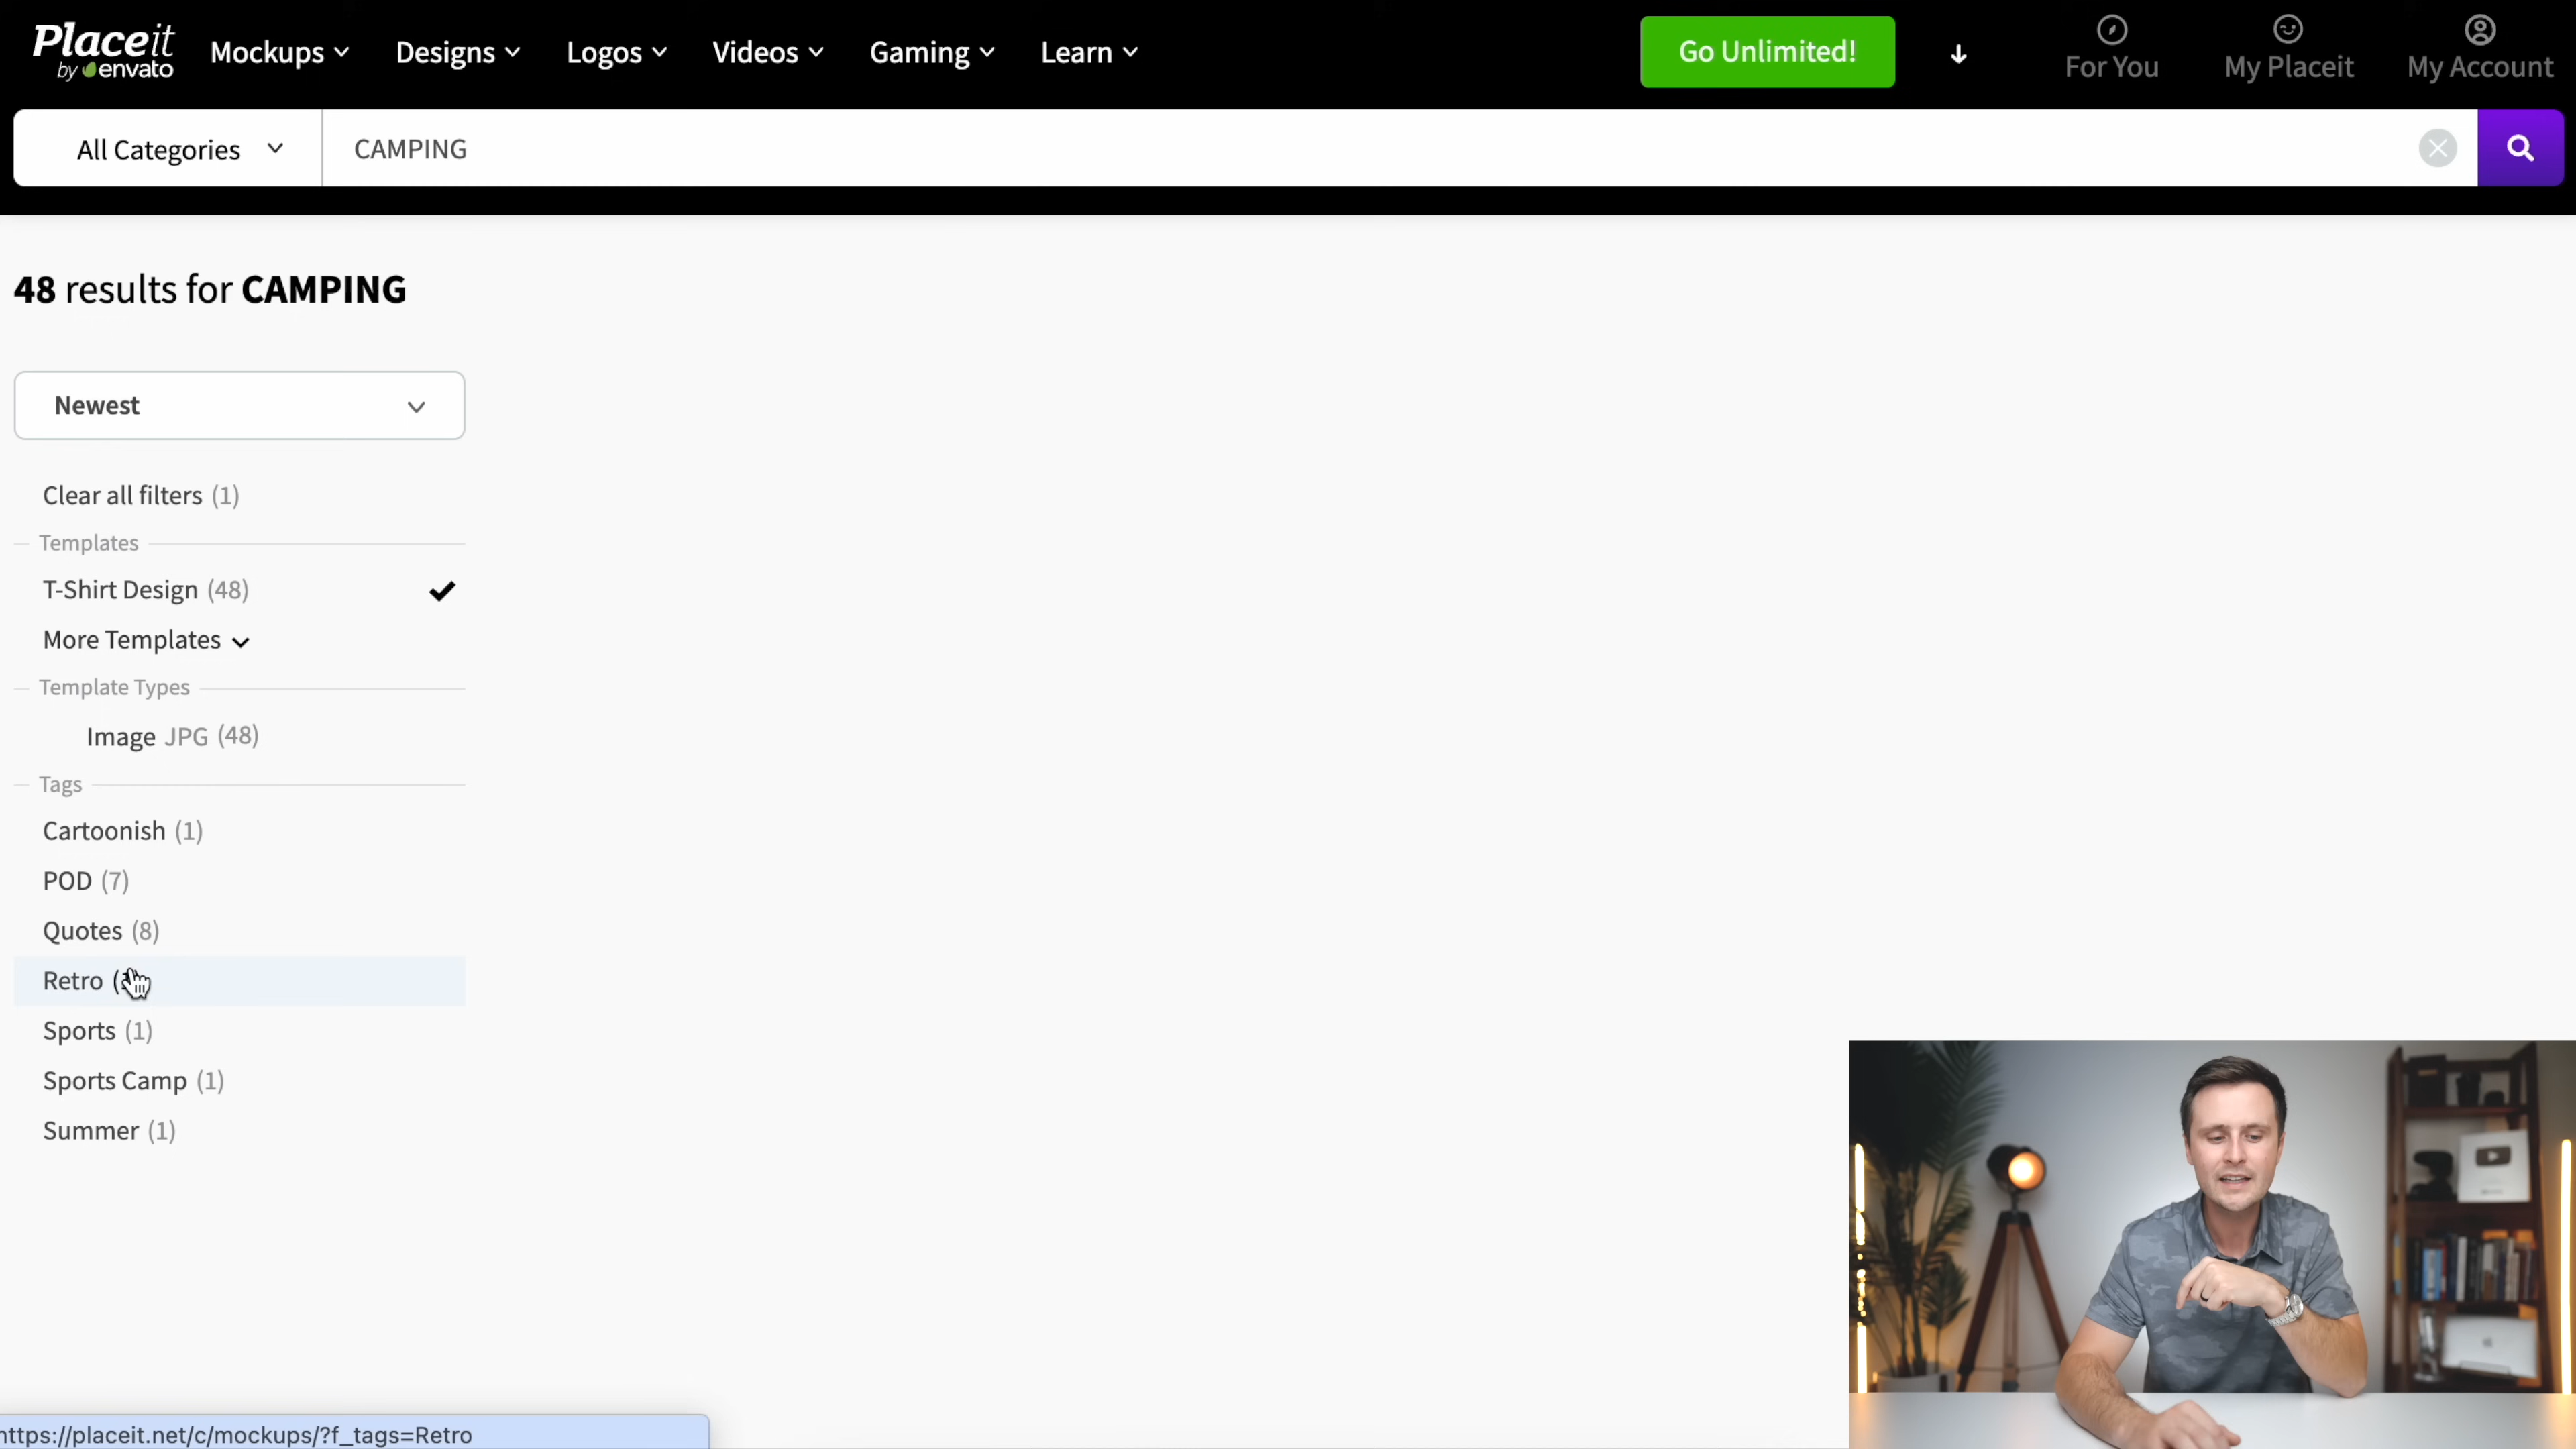 Placeit
by envato
Mockups
Designs
Logos
Videos
Gaming
Learn
Go Unlimited!
For You
My Placeit
My Account
All Categories
CAMPING
48 results for CAMPING
Newest
Clear all filters (1)
Templates
T-Shirt Design (48)
More Templates
Template Types
Image JPG (48)
Tags
Cartoonish (1)
POD (7)
Quotes (8)
Retro
Sports (1)
Sports Camp (1)
Summer (1)
https://placeit.net/c/mockups/?f_tags=Retro